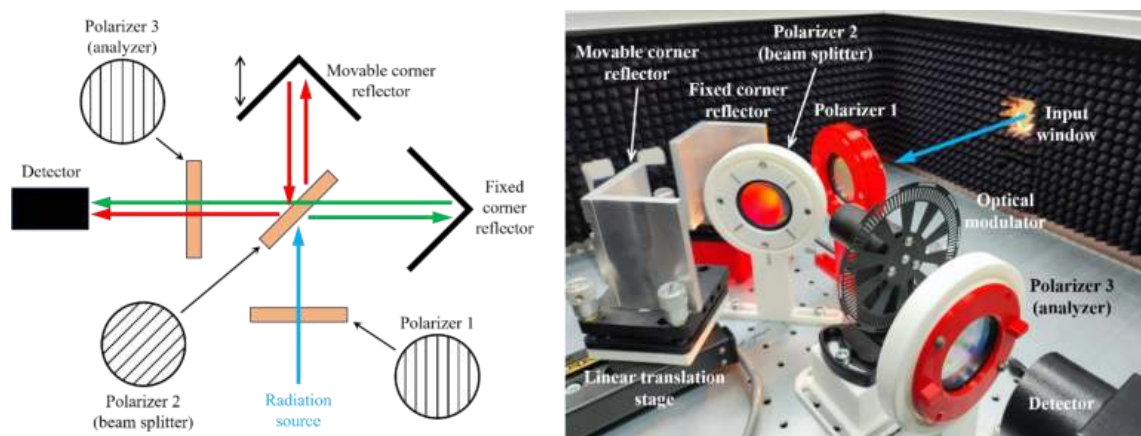 Polarizer 3
(analyzer)
Movable corner
reflector
Detector
Fixed
corner
reflector
Polarizer 1
Polarizer 2
(beam splitter)
Radiation
source
Polarizer 2
(beam splitter)
Movable corner
reflector
Fixed corner
reflector
Polarizer 1
Input
window
Optical
modulator
Polarizer 3
(analyzer)
Linear translation
stage
Detector